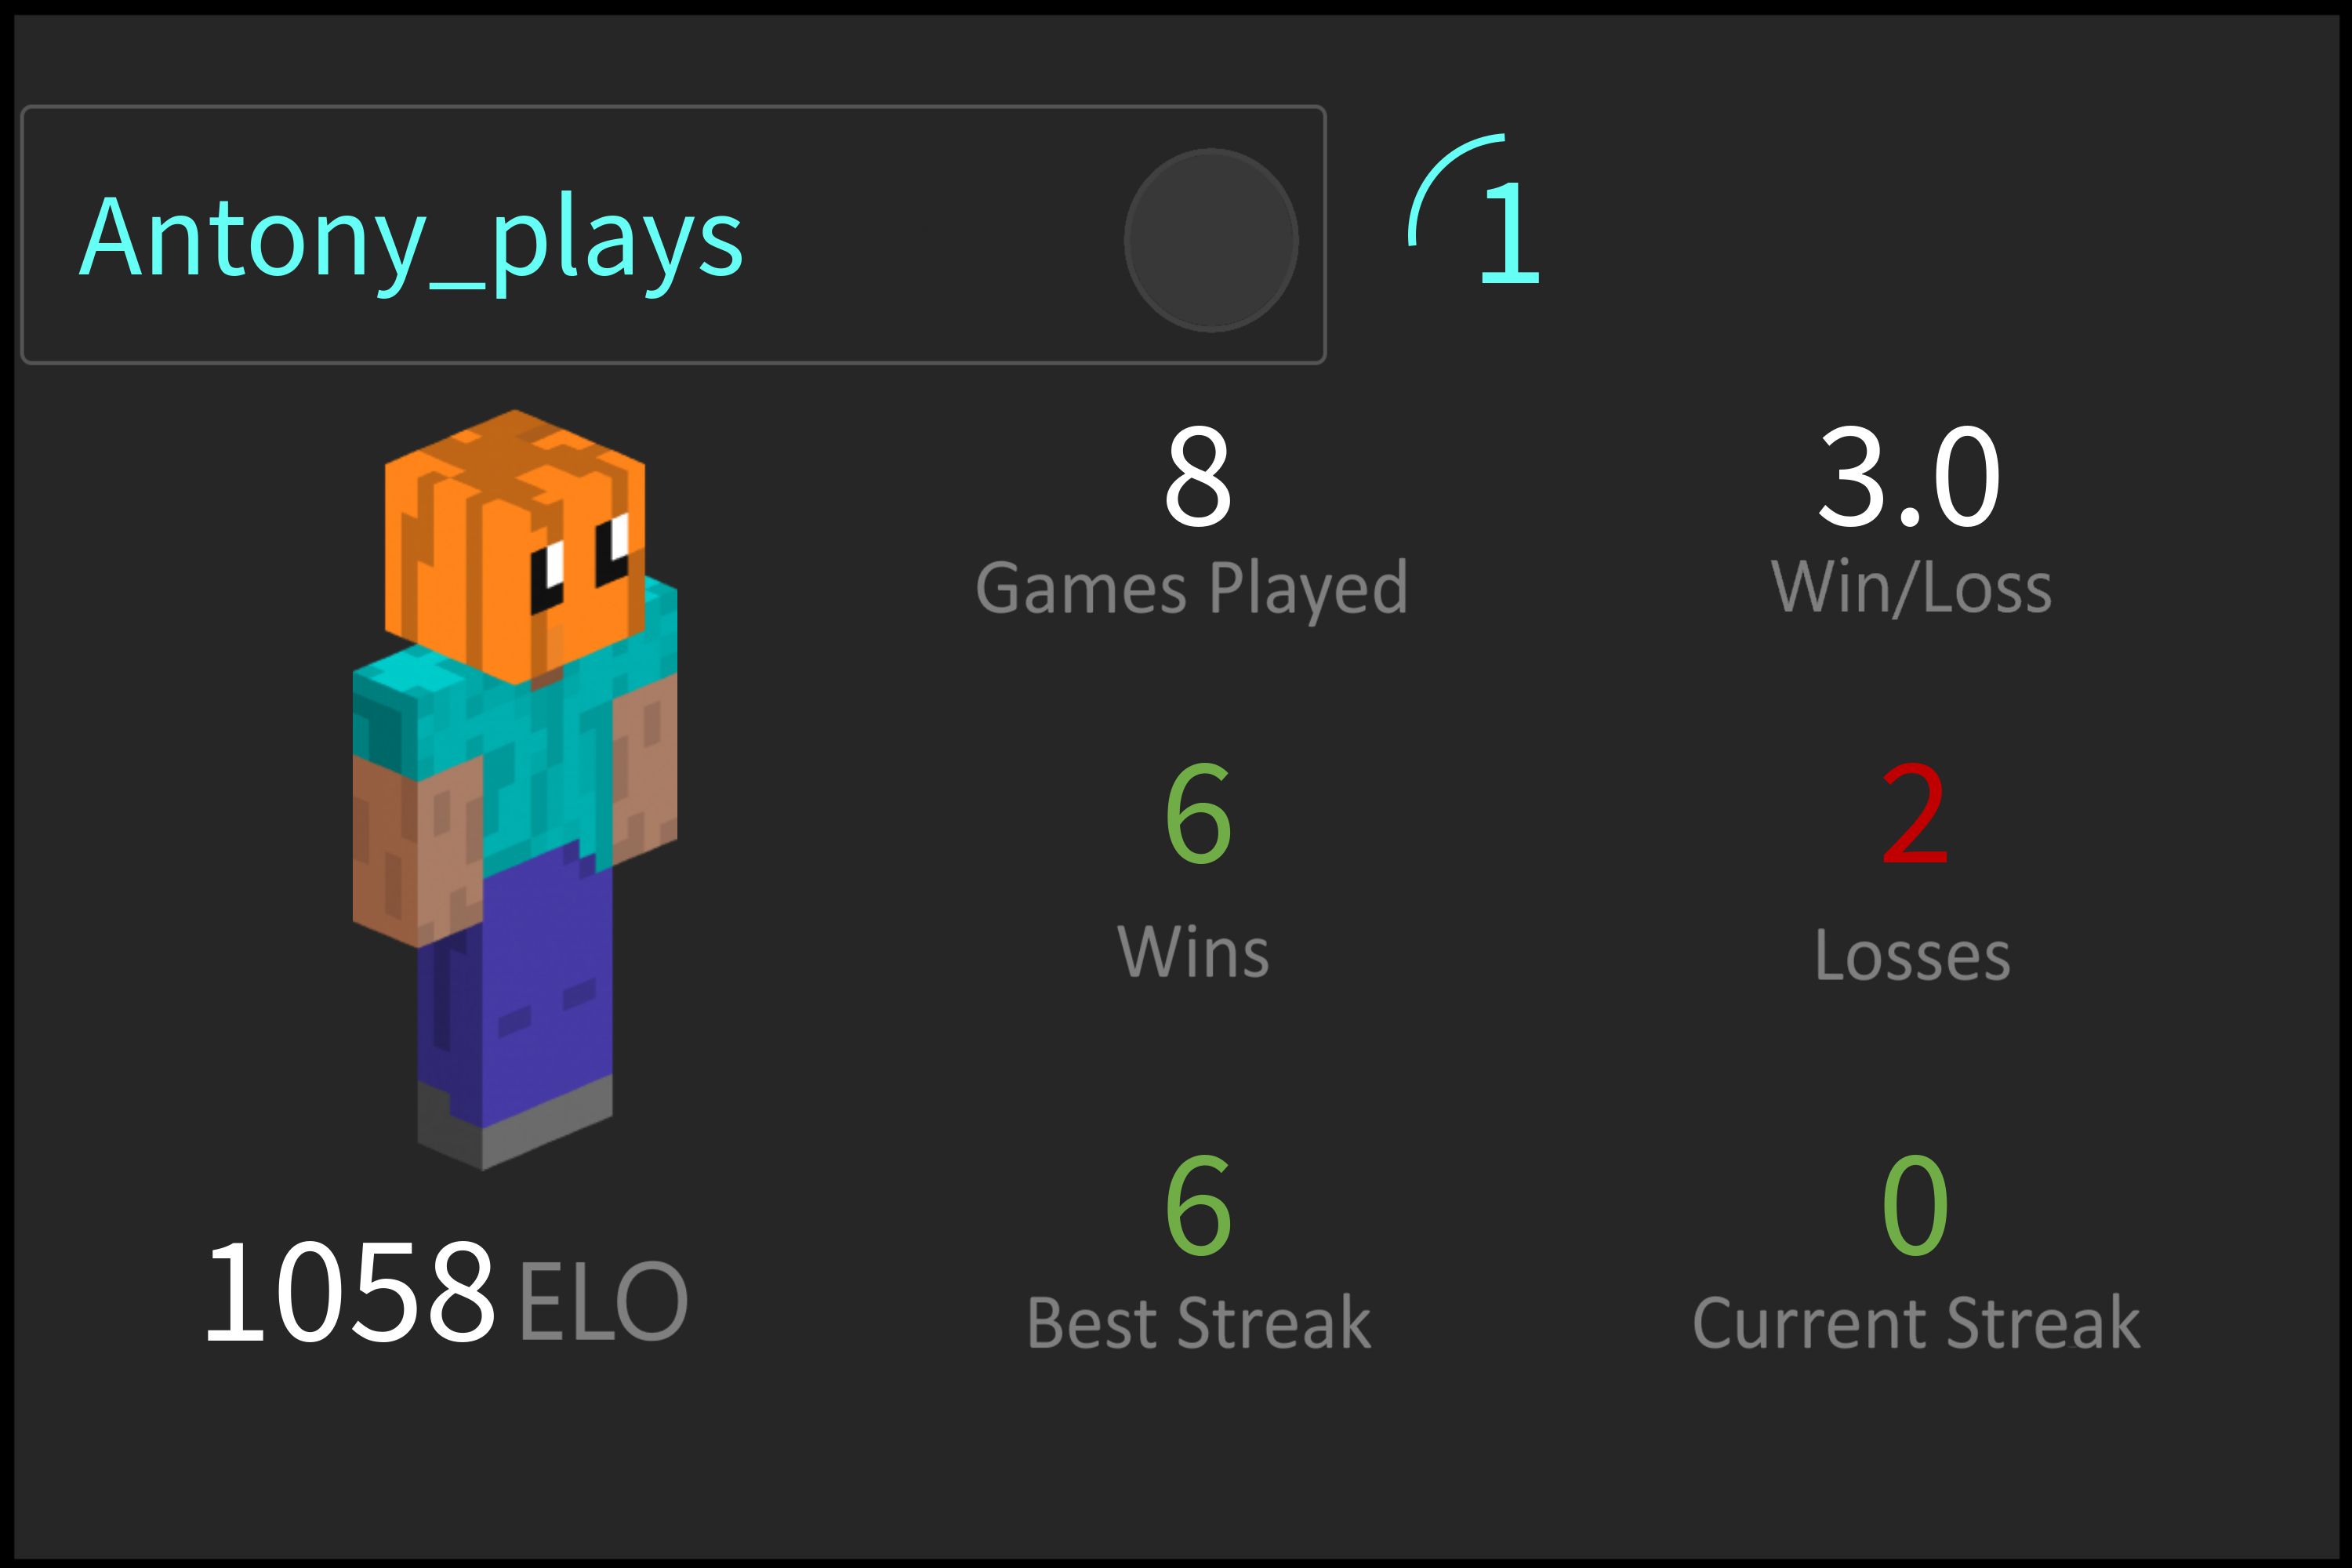 Antony_plays
1
8
Games Played
3.0
Win/Loss
6
Wins
2
Losses
6
Best Streak
0
Current Streak
1058 ELO